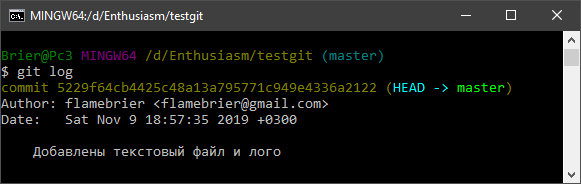 MINGW64:/d/Enthusiasm/testgit
Brier@Pc3 MINGW64 /d/Enthusiasm/testgit (master)
$ git log
commit 5229f64cb4425c48a13a795771c949e4336a2122 (HEAD -> master)
Author: flamebrier <flamebrier@gmail.com>
Date:   Sat Nov 9 18:57:35 2019 +0300
Добавлены текстовый файл и лого